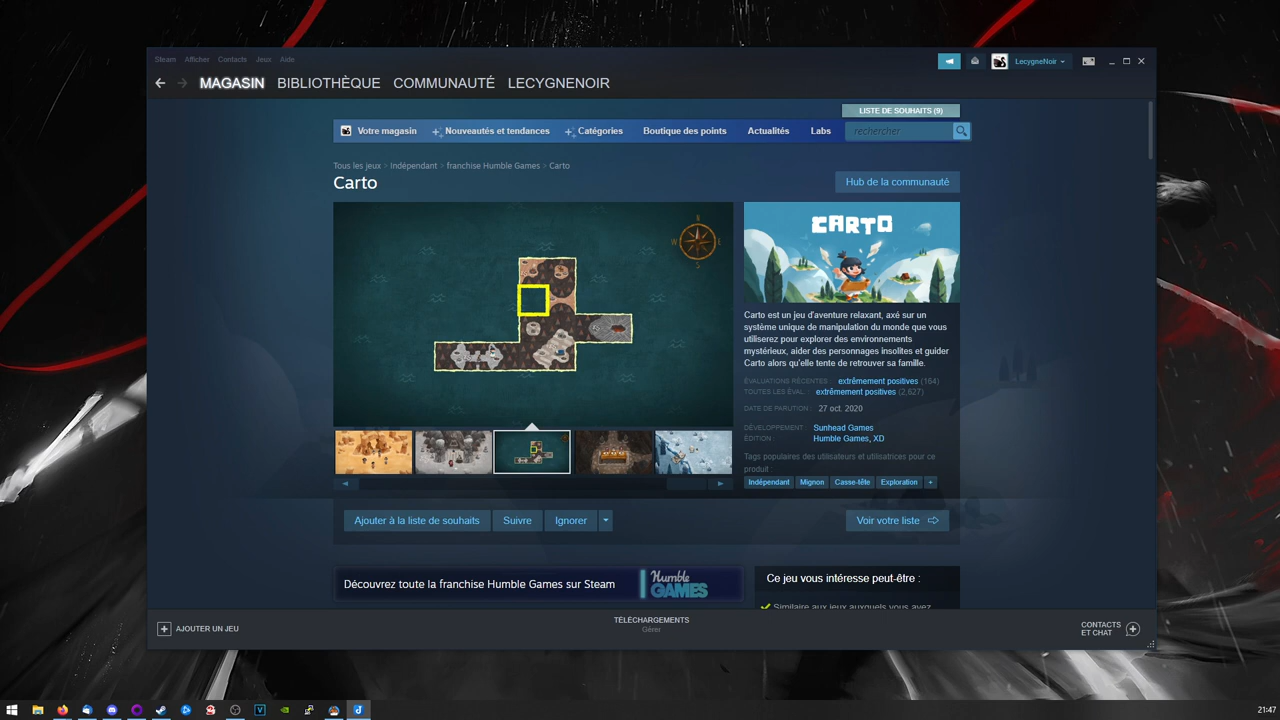 Steam Afficher Contacts Jeux Aide
LecygneNoir
MAGASIN BIBLIOTHÈQUE COMMUNAUTÉ LECYGNENOIR
LISTE DE SOUHAITS (9)
Votre magasin Nouveautés et tendances Catégories Boutique des points Actualités Labs rechercher
Tous les jeux > Indépendant > franchise Humble Games > Carto
Carto
Hub de la communauté
N
W E
S
CARTO
Carto est un jeu d'aventure relaxant, axé sur un
système unique de manipulation du monde que vous
utiliserez pour explorer des environnements
mystérieux, aider des personnages insolites et guider
Carto alors qu'elle tente de retrouver sa famille.
ÉVALUATIONS RÉCENTES : extrêmement positives (164)
TOUTES LES ÉVAL. : extrêmement positives (2,627)
DATE DE PARUTION : 27 oct. 2020
DÉVELOPPEMENT : Sunhead Games
ÉDITION : Humble Games, XD
Tags populaires des utilisateurs et utilisatrices pour ce
produit :
Indépendant Mignon Casse-tête Exploration +
Ajouter à la liste de souhaits Suivre Ignorer Voir votre liste
Découvrez toute la franchise Humble Games sur Steam
Humble
GAMES
Ce jeu vous intéresse peut-être :
Similaire aux jeux auxquels vous avez
AJOUTER UN JEU
TÉLÉCHARGEMENTS
Gérer
CONTACTS
ET CHAT
21:47